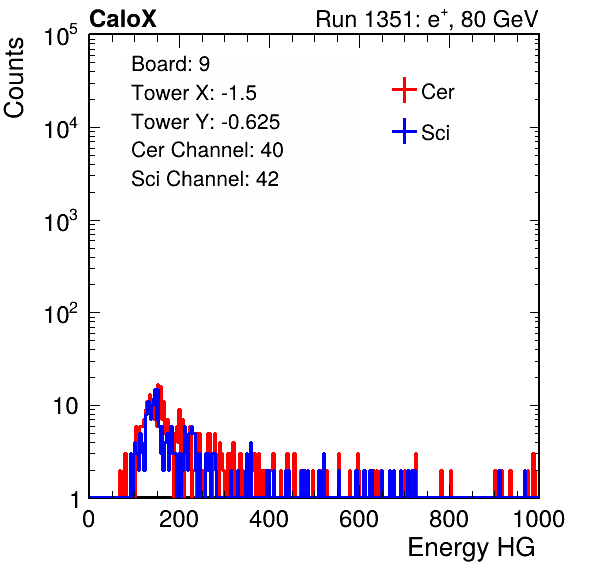 CaloX Run 1351: e⁺, 80 GeV
Counts
10⁵
10⁴
10³
10²
10
1
Board: 9
Tower X: -1.5
Tower Y: -0.625
Cer Channel: 40
Sci Channel: 42
Cer
Sci
0 200 400 600 800 1000
Energy HG